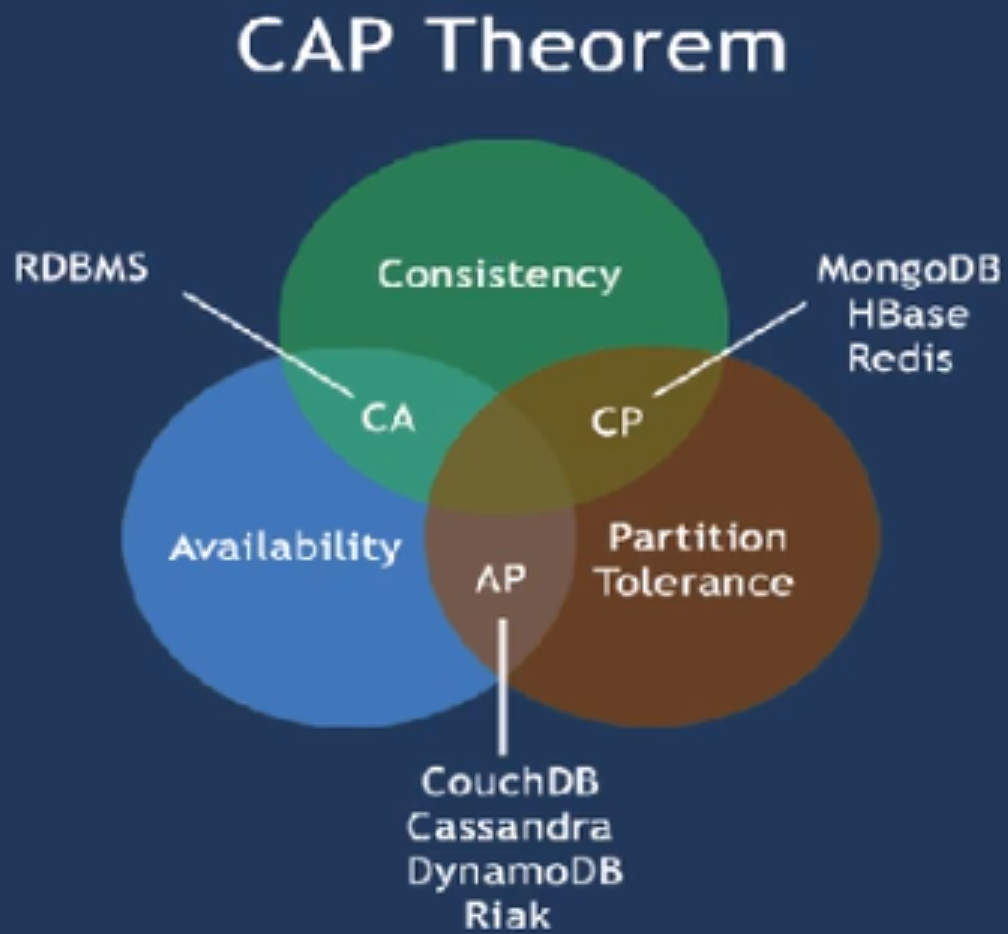 CAP Theorem
RDBMS
Consistency
MongoDB
HBase
Redis
CA
CP
Availability
Partition
Tolerance
AP
CouchDB
Cassandra
DynamoDB
Riak